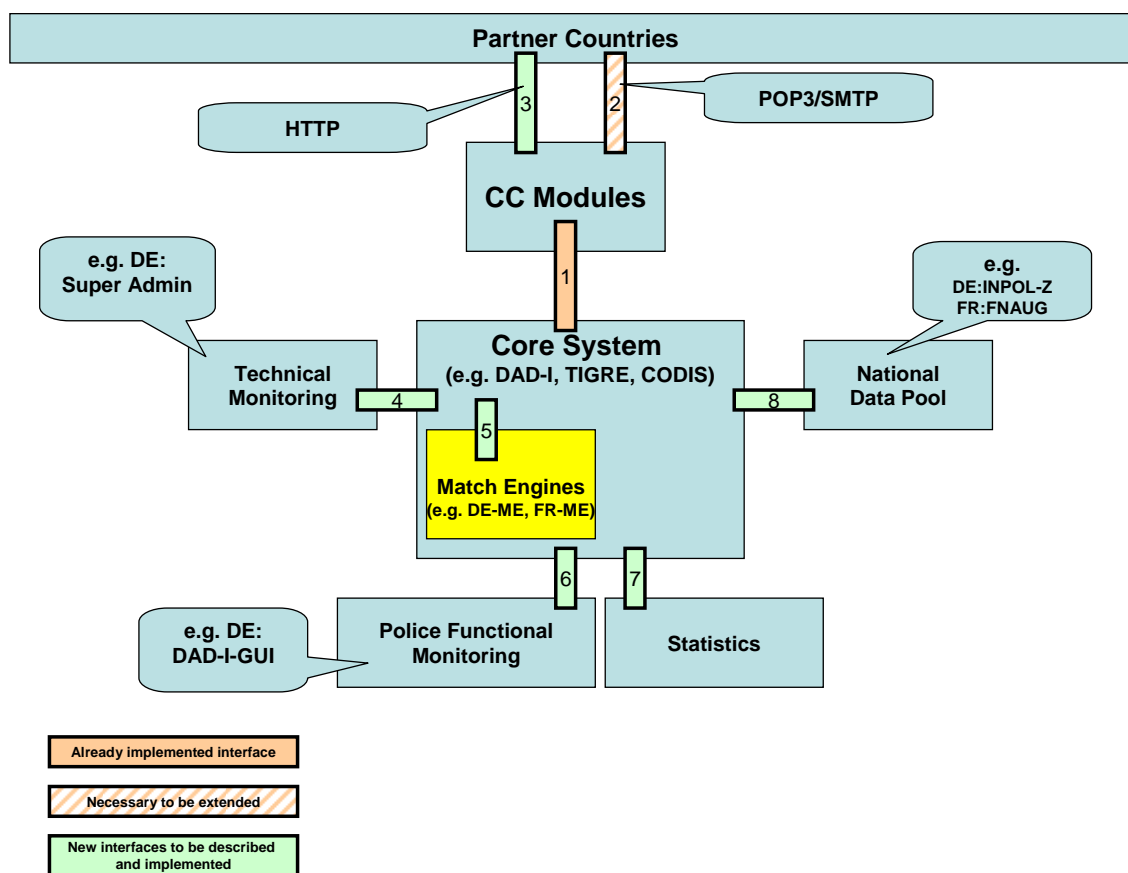 Partner Countries
3
2
HTTP
POP3/SMTP
CC Modules
1
e.g. DE:
Super Admin
e.g.
DE:INPOL-Z
FR:FNAUG
Core System
(e.g. DAD-I, TIGRE, CODIS)
Technical
Monitoring
4
8
National
Data Pool
5
Match Engines
(e.g. DE-ME, FR-ME)
6
7
e.g. DE:
DAD-I-GUI
Police Functional
Monitoring
Statistics
Already implemented interface
Necessary to be extended
New interfaces to be described
and implemented